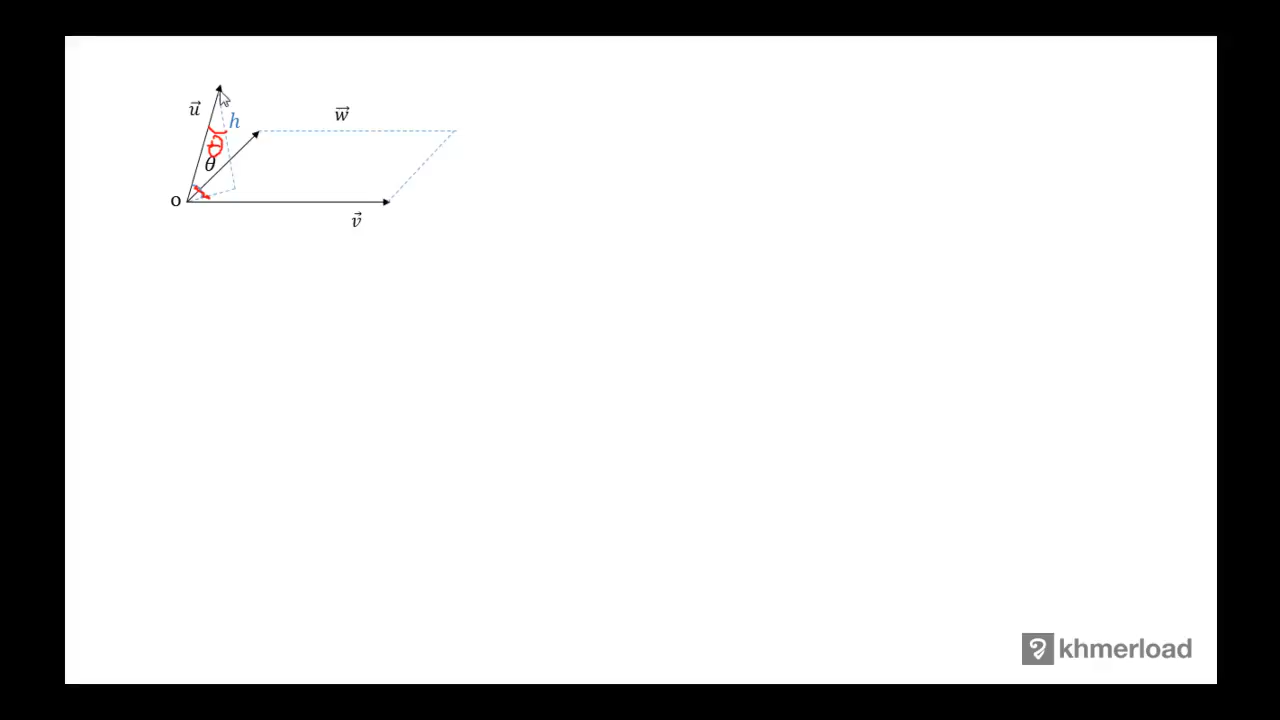 u⃗
h
w⃗
θ
θ
O
v⃗
khmerload